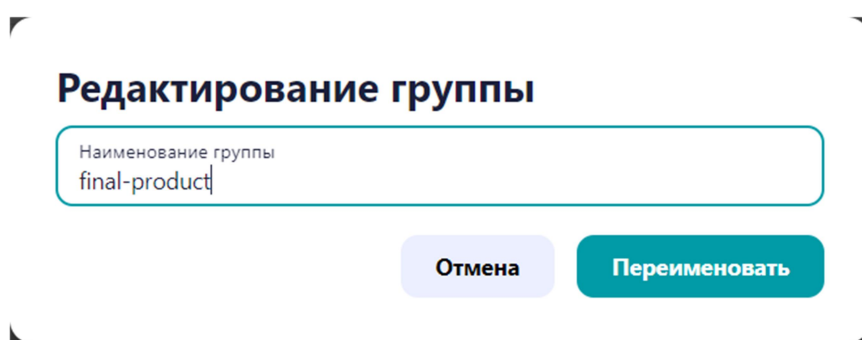 Редактирование группы
Наименование группы
final-product
Отмена Переименовать